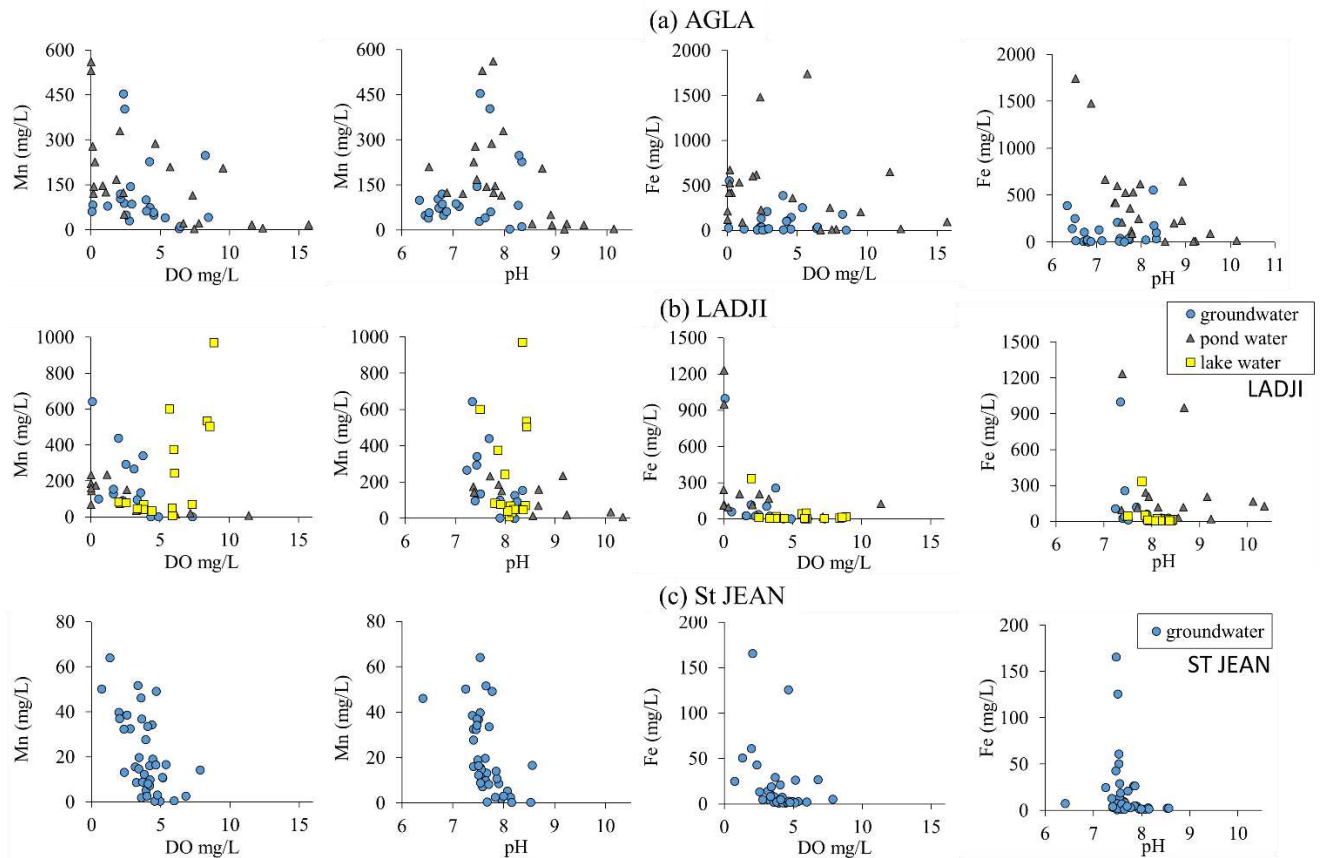 (a) AGLA
Mn (mg/L)
600
450
300
150
0
0 5 10 15
DO mg/L
Mn (mg/L)
600
450
300
150
0
6 7 8 9 10
pH
Fe (mg/L)
2000
1500
1000
500
0
0 5 10 15
DO mg/L
Fe (mg/L)
2000
1500
1000
500
0
6 7 8 9 10 11
pH
(b) LADJI
Mn (mg/L)
1000
800
600
400
200
0
0 5 10 15
DO mg/L
Mn (mg/L)
1000
800
600
400
200
0
6 7 8 9 10
pH
Fe (mg/L)
1500
1200
900
600
300
0
0 5 10 15
DO mg/L
Fe (mg/L)
1500
1200
900
600
300
0
6 7 8 9 10
pH
groundwater
pond water
lake water
LADJI
(c) St JEAN
Mn (mg/L)
80
60
40
20
0
0 5 10 15
DO mg/L
Mn (mg/L)
80
60
40
20
0
6 7 8 9 10
pH
Fe (mg/L)
200
150
100
50
0
0 5 10 15
DO mg/L
Fe (mg/L)
200
150
100
50
0
6 7 8 9 10
pH
groundwater
ST JEAN